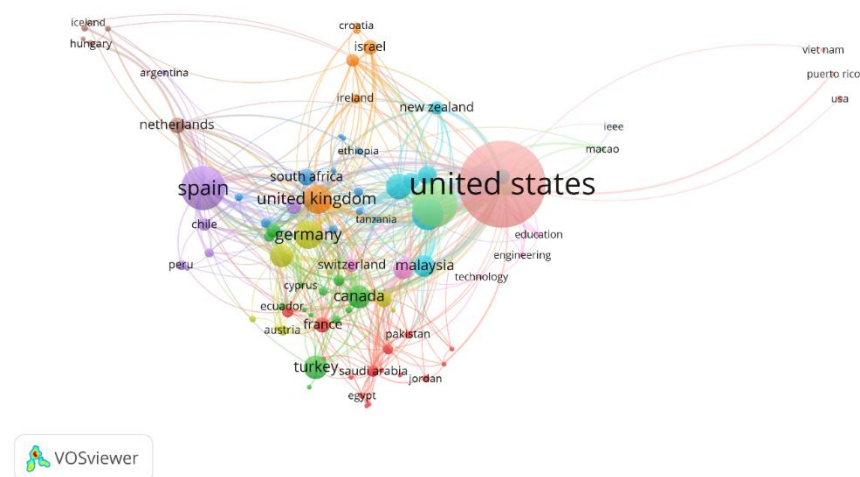 iceland
croatia
hungary
israel
viet nam
argentina
puerto rico
ireland
usa
new zealand
netherlands
ieee
ethiopia
macao
south africa
spain
united states
united kingdom
tanzania
chile
germany
education
engineering
peru
switzerland
malaysia
technology
cyprus
canada
ecuador
france
austria
pakistan
turkey
saudi arabia
jordan
egypt
VOSviewer